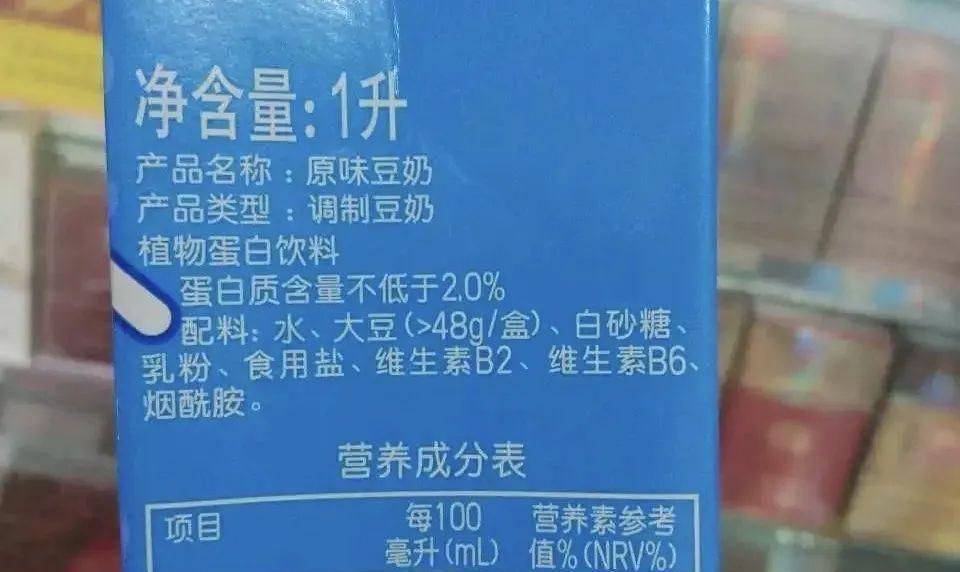 净含量:1升
产品名称：原味豆奶
产品类型：调制豆奶
植物蛋白饮料
蛋白质含量不低于2.0%
配料: 水、大豆(>48g/盒)、白砂糖、
乳粉、食用盐、维生素B2、维生素B6、
烟酰胺。
营养成分表
项目 每100毫升(mL) 营养素参考值%(NRV%)